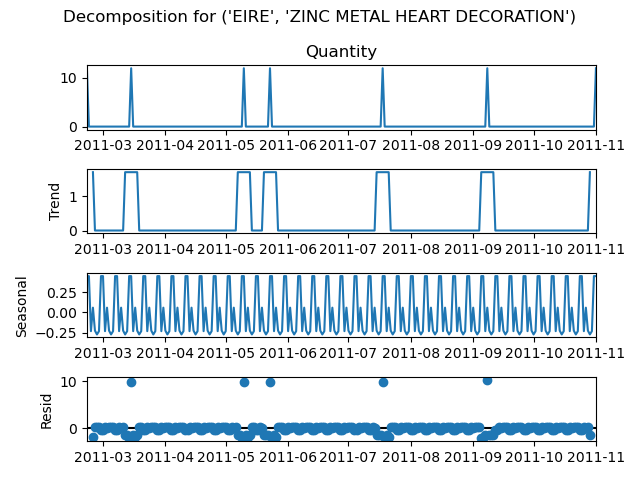 Decomposition for ('EIRE', 'ZINC METAL HEART DECORATION')
Quantity
10
0
2011-03 2011-04 2011-05 2011-06 2011-07 2011-08 2011-09 2011-10 2011-11
Trend
1
0
2011-03 2011-04 2011-05 2011-06 2011-07 2011-08 2011-09 2011-10 2011-11
Seasonal
0.25
0.00
−0.25
2011-03 2011-04 2011-05 2011-06 2011-07 2011-08 2011-09 2011-10 2011-11
Resid
10
0
2011-03 2011-04 2011-05 2011-06 2011-07 2011-08 2011-09 2011-10 2011-11